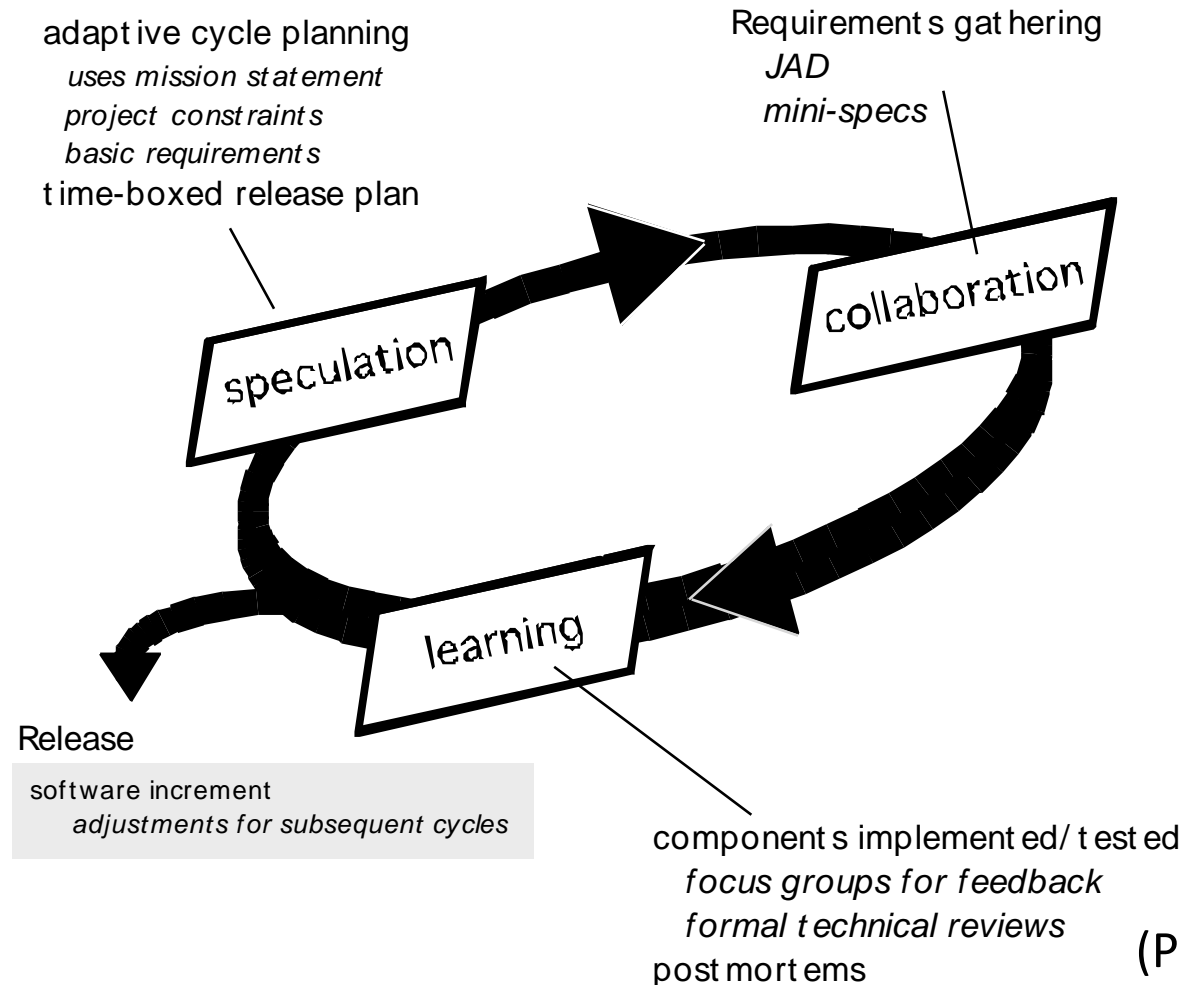 adaptive cycle planning
uses mission statement
project constraints
basic requirements
time-boxed release plan
Requirements gathering
JAD
mini-specs
speculation
collaboration
learning
Release
software increment
adjustments for subsequent cycles
components implemented/tested
focus groups for feedback
formal technical reviews
postmortems
(P